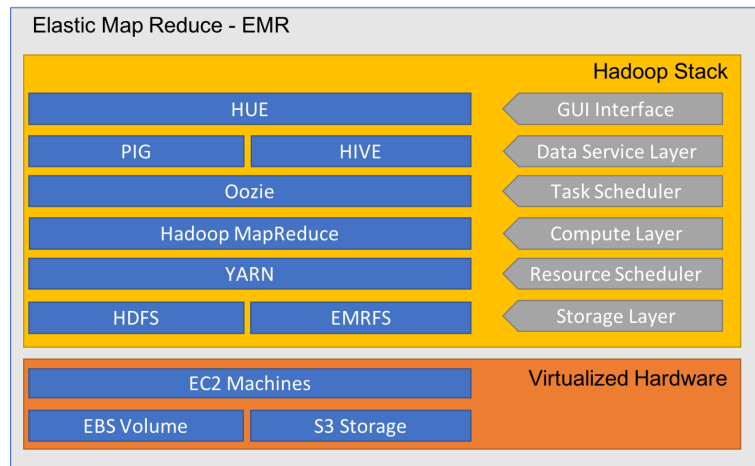 Elastic Map Reduce - EMR
Hadoop Stack
HUE
GUI Interface
PIG
HIVE
Data Service Layer
Oozie
Task Scheduler
Hadoop MapReduce
Compute Layer
YARN
Resource Scheduler
HDFS
EMRFS
Storage Layer
Virtualized Hardware
EC2 Machines
EBS Volume
S3 Storage